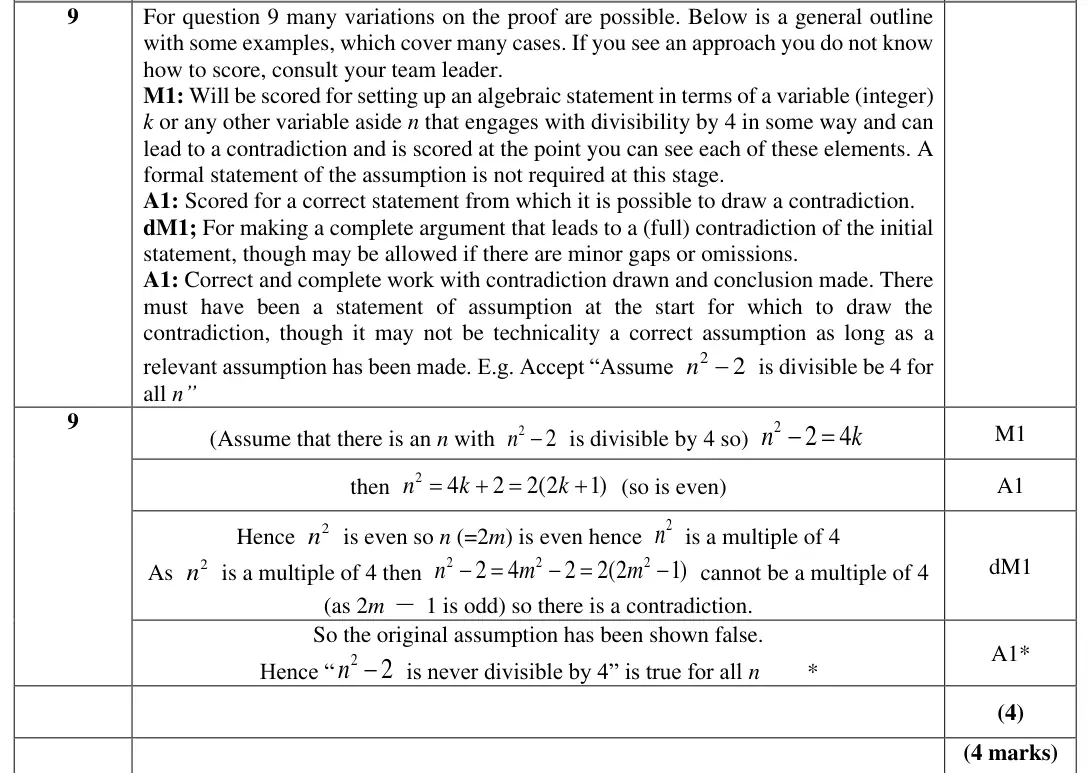 9
For question 9 many variations on the proof are possible. Below is a general outline
with some examples, which cover many cases. If you see an approach you do not know
how to score, consult your team leader.
M1: Will be scored for setting up an algebraic statement in terms of a variable (integer)
k or any other variable aside n that engages with divisibility by 4 in some way and can
lead to a contradiction and is scored at the point you can see each of these elements. A
formal statement of the assumption is not required at this stage.
A1: Scored for a correct statement from which it is possible to draw a contradiction.
dM1; For making a complete argument that leads to a (full) contradiction of the initial
statement, though may be allowed if there are minor gaps or omissions.
A1: Correct and complete work with contradiction drawn and conclusion made. There
must have been a statement of assumption at the start for which to draw the
contradiction, though it may not be technicality a correct assumption as long as a
relevant assumption has been made. E.g. Accept “Assume n² − 2 is divisible be 4 for
all n”
9
(Assume that there is an n with n² − 2 is divisible by 4 so) n² − 2 = 4k M1
then n² = 4k + 2 = 2(2k + 1) (so is even) A1
Hence n² is even so n (=2m) is even hence n² is a multiple of 4
As n² is a multiple of 4 then n² − 2 = 4m² − 2 = 2(2m² − 1) cannot be a multiple of 4 dM1
(as 2m − 1 is odd) so there is a contradiction.
So the original assumption has been shown false.
Hence “n² − 2 is never divisible by 4” is true for all n * A1*
(4)
(4 marks)